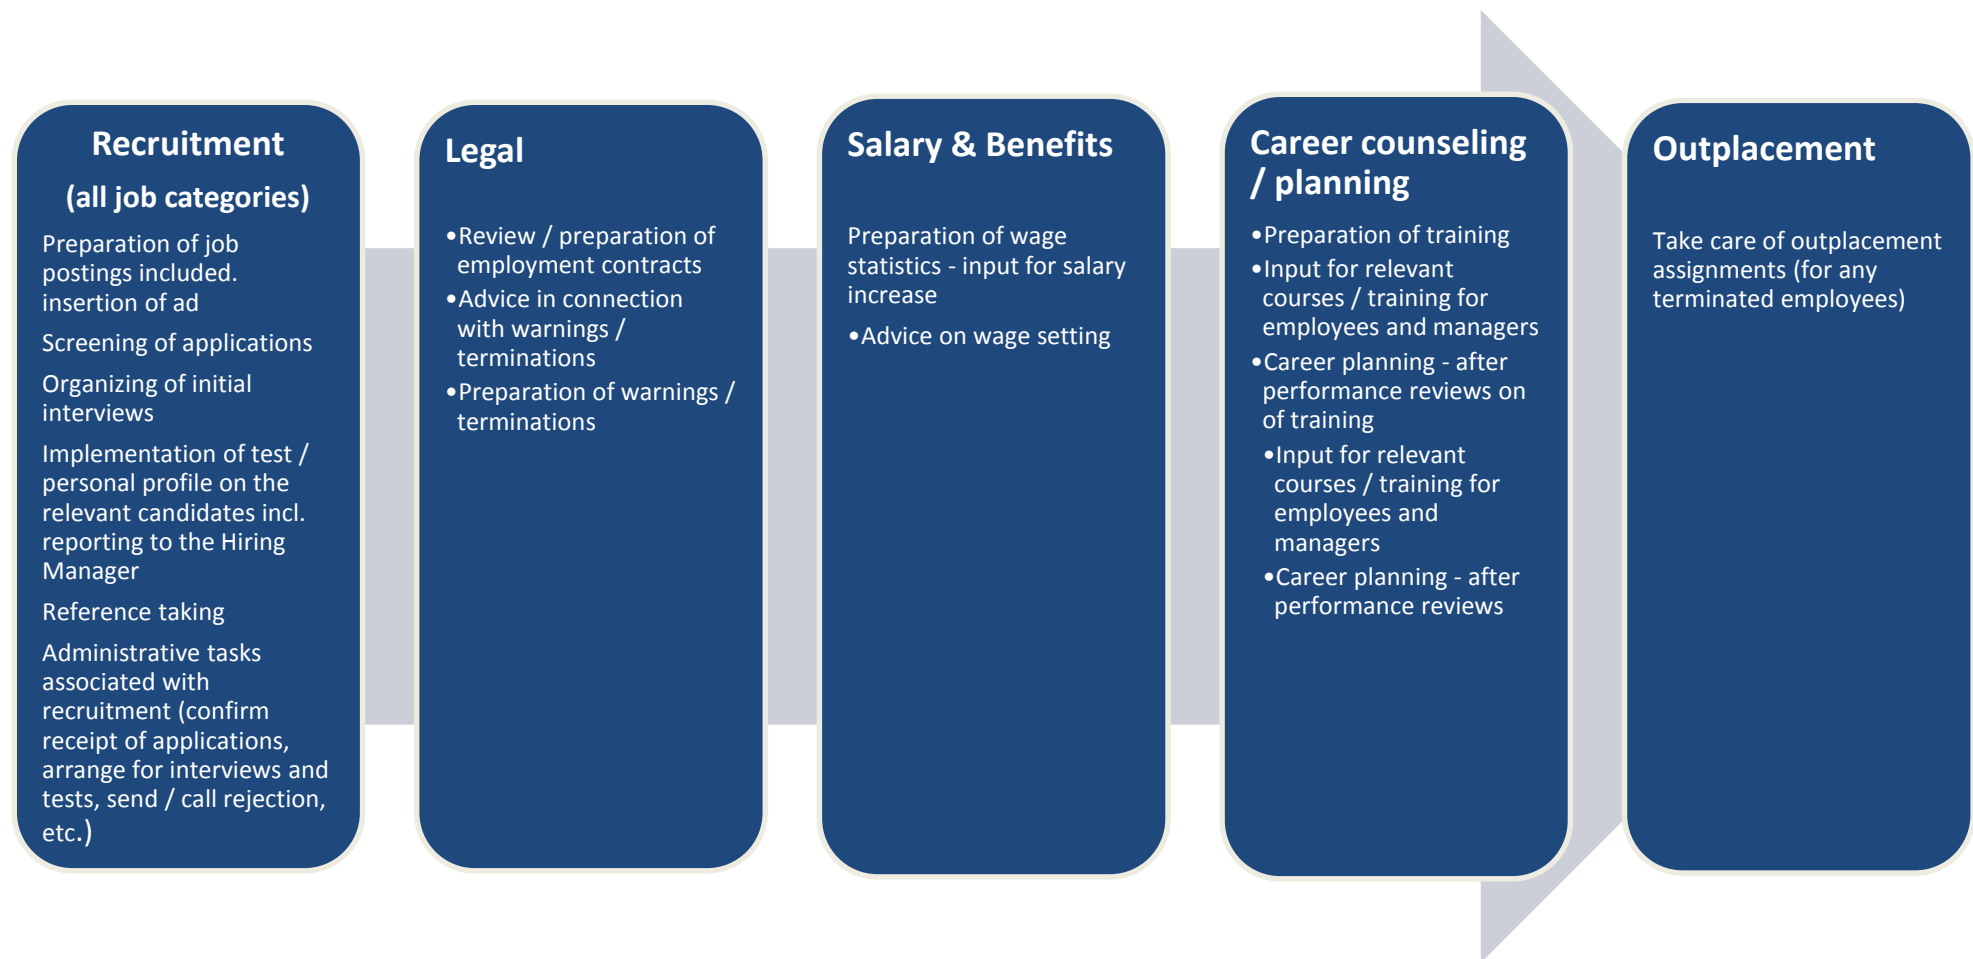 Recruitment
(all job categories)
Preparation of job
postings included.
insertion of ad
Screening of applications
Organizing of initial
interviews
Implementation of test /
personal profile on the
relevant candidates incl.
reporting to the Hiring
Manager
Reference taking
Administrative tasks
associated with
recruitment (confirm
receipt of applications,
arrange for interviews and
tests, send / call rejection,
etc.)
Legal
•Review / preparation of
employment contracts
•Advice in connection
with warnings /
terminations
•Preparation of warnings /
terminations
Salary & Benefits
Preparation of wage
statistics - input for salary
increase
•Advice on wage setting
Career counseling
/ planning
•Preparation of training
•Input for relevant
courses / training for
employees and managers
•Career planning - after
performance reviews on
of training
•Input for relevant
courses / training for
employees and
managers
•Career planning - after
performance reviews
Outplacement
Take care of outplacement
assignments (for any
terminated employees)